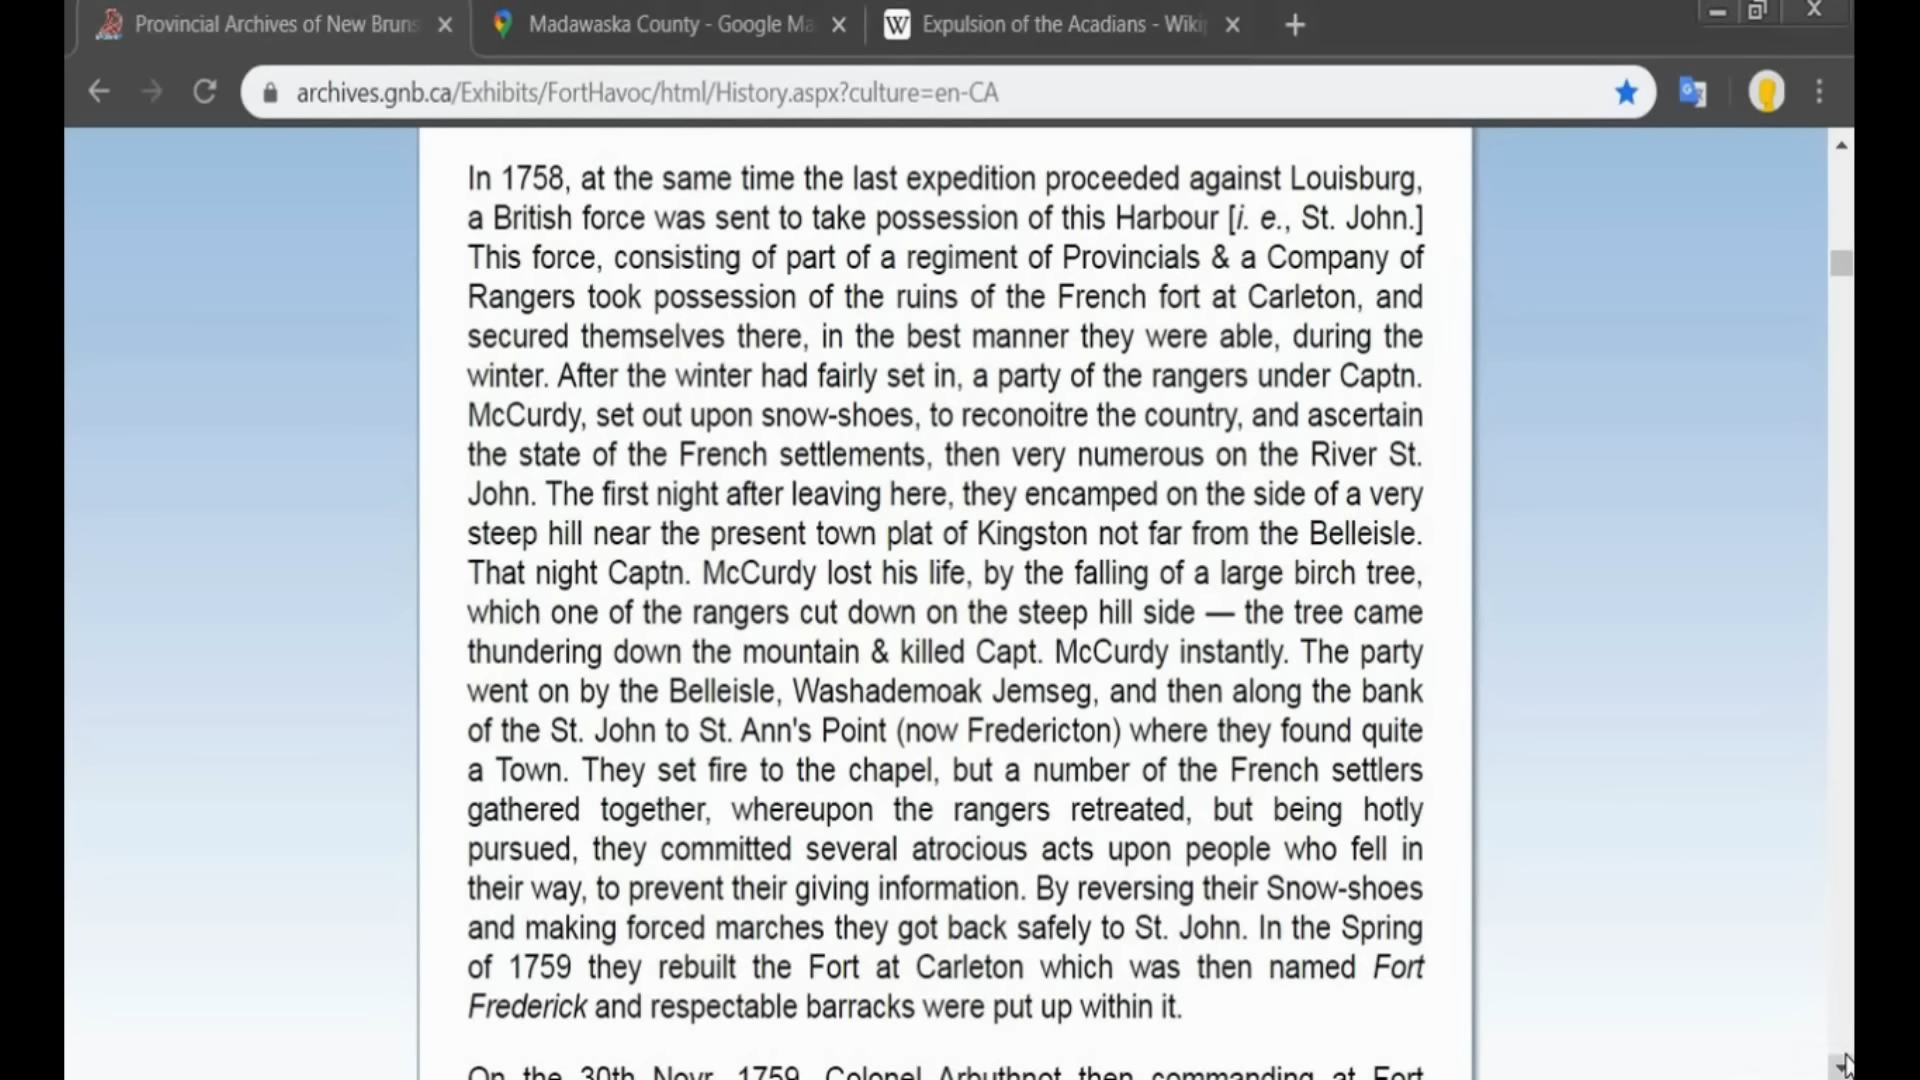 Provincial Archives of New Bruns
Madawaska County - Google Ma
Expulsion of the Acadians - Wiki
archives.gnb.ca/Exhibits/FortHavoc/html/History.aspx?culture=en-CA
In 1758, at the same time the last expedition proceeded against Louisburg,
a British force was sent to take possession of this Harbour [i. e., St. John.]
This force, consisting of part of a regiment of Provincials & a Company of
Rangers took possession of the ruins of the French fort at Carleton, and
secured themselves there, in the best manner they were able, during the
winter. After the winter had fairly set in, a party of the rangers under Captn.
McCurdy, set out upon snow-shoes, to reconoitre the country, and ascertain
the state of the French settlements, then very numerous on the River St.
John. The first night after leaving here, they encamped on the side of a very
steep hill near the present town plat of Kingston not far from the Belleisle.
That night Captn. McCurdy lost his life, by the falling of a large birch tree,
which one of the rangers cut down on the steep hill side — the tree came
thundering down the mountain & killed Capt. McCurdy instantly. The party
went on by the Belleisle, Washademoak Jemseg, and then along the bank
of the St. John to St. Ann's Point (now Fredericton) where they found quite
a Town. They set fire to the chapel, but a number of the French settlers
gathered together, whereupon the rangers retreated, but being hotly
pursued, they committed several atrocious acts upon people who fell in
their way, to prevent their giving information. By reversing their Snow-shoes
and making forced marches they got back safely to St. John. In the Spring
of 1759 they rebuilt the Fort at Carleton which was then named Fort
Frederick and respectable barracks were put up within it.
On the 30th Novr. 1759, Colonel Arbuthnot then commanding at Fort